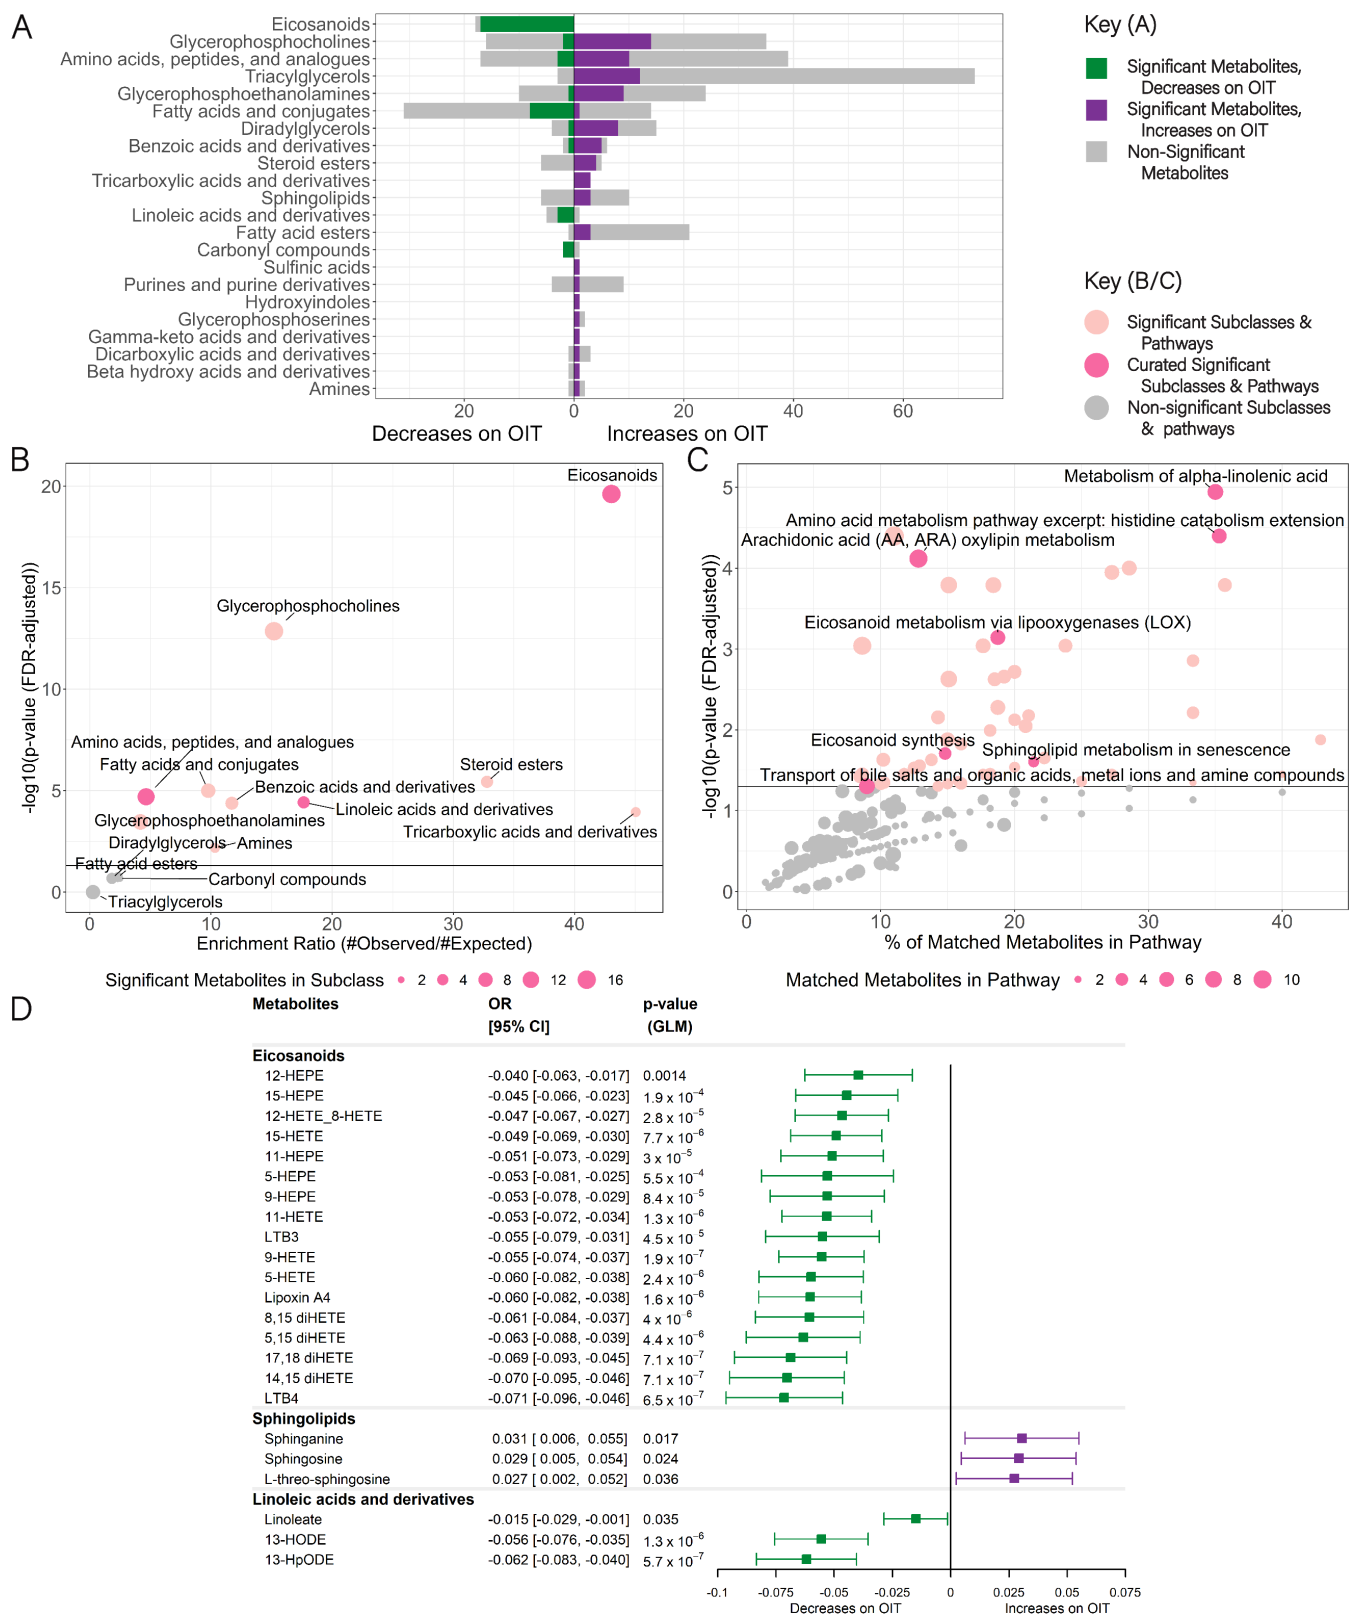 A
Eicosanoids
Glycerophosphocholines
Amino acids, peptides, and analogues
Triacylglycerols
Glycerophosphoethanolamines
Fatty acids and conjugates
Diradylglycerols
Benzoic acids and derivatives
Steroid esters
Tricarboxylic acids and derivatives
Sphingolipids
Linoleic acids and derivatives
Fatty acid esters
Carbonyl compounds
Sulfinic acids
Purines and purine derivatives
Hydroxyindoles
Glycerophosphoserines
Gamma-keto acids and derivatives
Dicarboxylic acids and derivatives
Beta hydroxy acids and derivatives
Amines
20 0 20 40 60
Decreases on OIT Increases on OIT
Key (A)
Significant Metabolites,
Decreases on OIT
Significant Metabolites,
Increases on OIT
Non-Significant
Metabolites
Key (B/C)
Significant Subclasses &
Pathways
Curated Significant
Subclasses & Pathways
Non-significant Subclasses
& pathways
B
-log10(p-value (FDR-adjusted))
20
15
10
5
0
Eicosanoids
Glycerophosphocholines
Amino acids, peptides, and analogues
Fatty acids and conjugates
Steroid esters
Benzoic acids and derivatives
Linoleic acids and derivatives
Glycerophosphoethanolamines
Tricarboxylic acids and derivatives
Diradylglycerols
Amines
Fatty acid esters
Carbonyl compounds
Triacylglycerols
0 10 20 30 40
Enrichment Ratio (#Observed/#Expected)
Significant Metabolites in Subclass 2 4 8 12 16
C
-log10(p-value (FDR-adjusted))
5
4
3
2
1
0
Metabolism of alpha-linolenic acid
Amino acid metabolism pathway excerpt: histidine catabolism extension
Arachidonic acid (AA, ARA) oxylipin metabolism
Eicosanoid metabolism via lipooxygenases (LOX)
Eicosanoid synthesis
Sphingolipid metabolism in senescence
Transport of bile salts and organic acids, metal ions and amine compounds
0 10 20 30 40
% of Matched Metabolites in Pathway
Matched Metabolites in Pathway 2 4 6 8 10
D
Metabolites OR p-value
[95% CI] (GLM)
Eicosanoids
12-HEPE -0.040 [-0.063, -0.017] 0.0014
15-HEPE -0.045 [-0.066, -0.023] 1.9 x 10⁻⁴
12-HETE_8-HETE -0.047 [-0.067, -0.027] 2.8 x 10⁻⁵
15-HETE -0.049 [-0.069, -0.030] 7.7 x 10⁻⁶
11-HEPE -0.051 [-0.073, -0.029] 3 x 10⁻⁵
5-HEPE -0.053 [-0.081, -0.025] 5.5 x 10⁻⁴
9-HEPE -0.053 [-0.078, -0.029] 8.4 x 10⁻⁵
11-HETE -0.053 [-0.072, -0.034] 1.3 x 10⁻⁶
LTB3 -0.055 [-0.079, -0.031] 4.5 x 10⁵
9-HETE -0.055 [-0.074, -0.037] 1.9 x 10⁻⁷
5-HETE -0.060 [-0.082, -0.038] 2.4 x 10⁻⁶
Lipoxin A4 -0.060 [-0.082, -0.038] 1.6 x 10⁻⁶
8,15 diHETE -0.061 [-0.084, -0.037] 4 x 10⁻⁶
5,15 diHETE -0.063 [-0.088, -0.039] 4.4 x 10⁻⁶
17,18 diHETE -0.069 [-0.093, -0.045] 7.1 x 10⁻⁷
14,15 diHETE -0.070 [-0.095, -0.046] 7.1 x 10⁻⁷
LTB4 -0.071 [-0.096, -0.046] 6.5 x 10⁻⁷
Sphingolipids
Sphinganine 0.031 [ 0.006, 0.055] 0.017
Sphingosine 0.029 [ 0.005, 0.054] 0.024
L-threo-sphingosine 0.027 [ 0.002, 0.052] 0.036
Linoleic acids and derivatives
Linoleate -0.015 [-0.029, -0.001] 0.035
13-HODE -0.056 [-0.076, -0.035] 1.3 x 10⁻⁶
13-HpODE -0.062 [-0.083, -0.040] 5.7 x 10⁻⁷
-0.1 -0.075 -0.05 -0.025 0 0.025 0.05 0.075
Decreases on OIT Increases on OIT